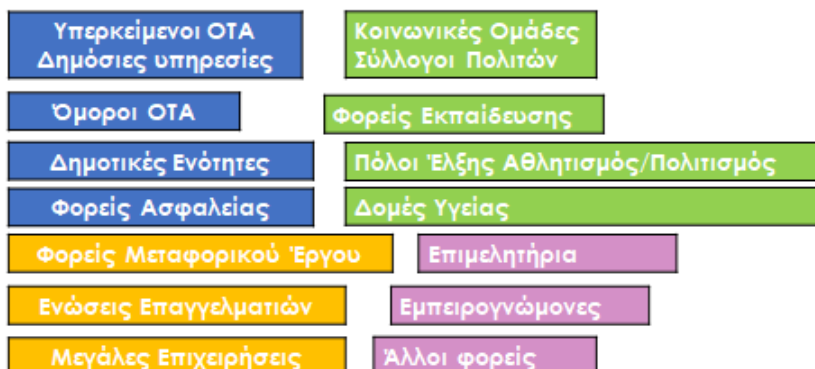 Υπερκείμενοι ΟΤΑ
Δημόσιες υπηρεσίες
Κοινωνικές Ομάδες
Σύλλογοι Πολιτών
Όμοροι ΟΤΑ
Φορείς Εκπαίδευσης
Δημοτικές Ενότητες
Πόλοι Έλξης Αθλητισμός/Πολιτισμός
Φορείς Ασφαλείας
Δομές Υγείας
Φορείς Μεταφορικού Έργου
Επιμελητήρια
Ενώσεις Επαγγελματιών
Εμπειρογνώμονες
Μεγάλες Επιχειρήσεις
Άλλοι φορείς